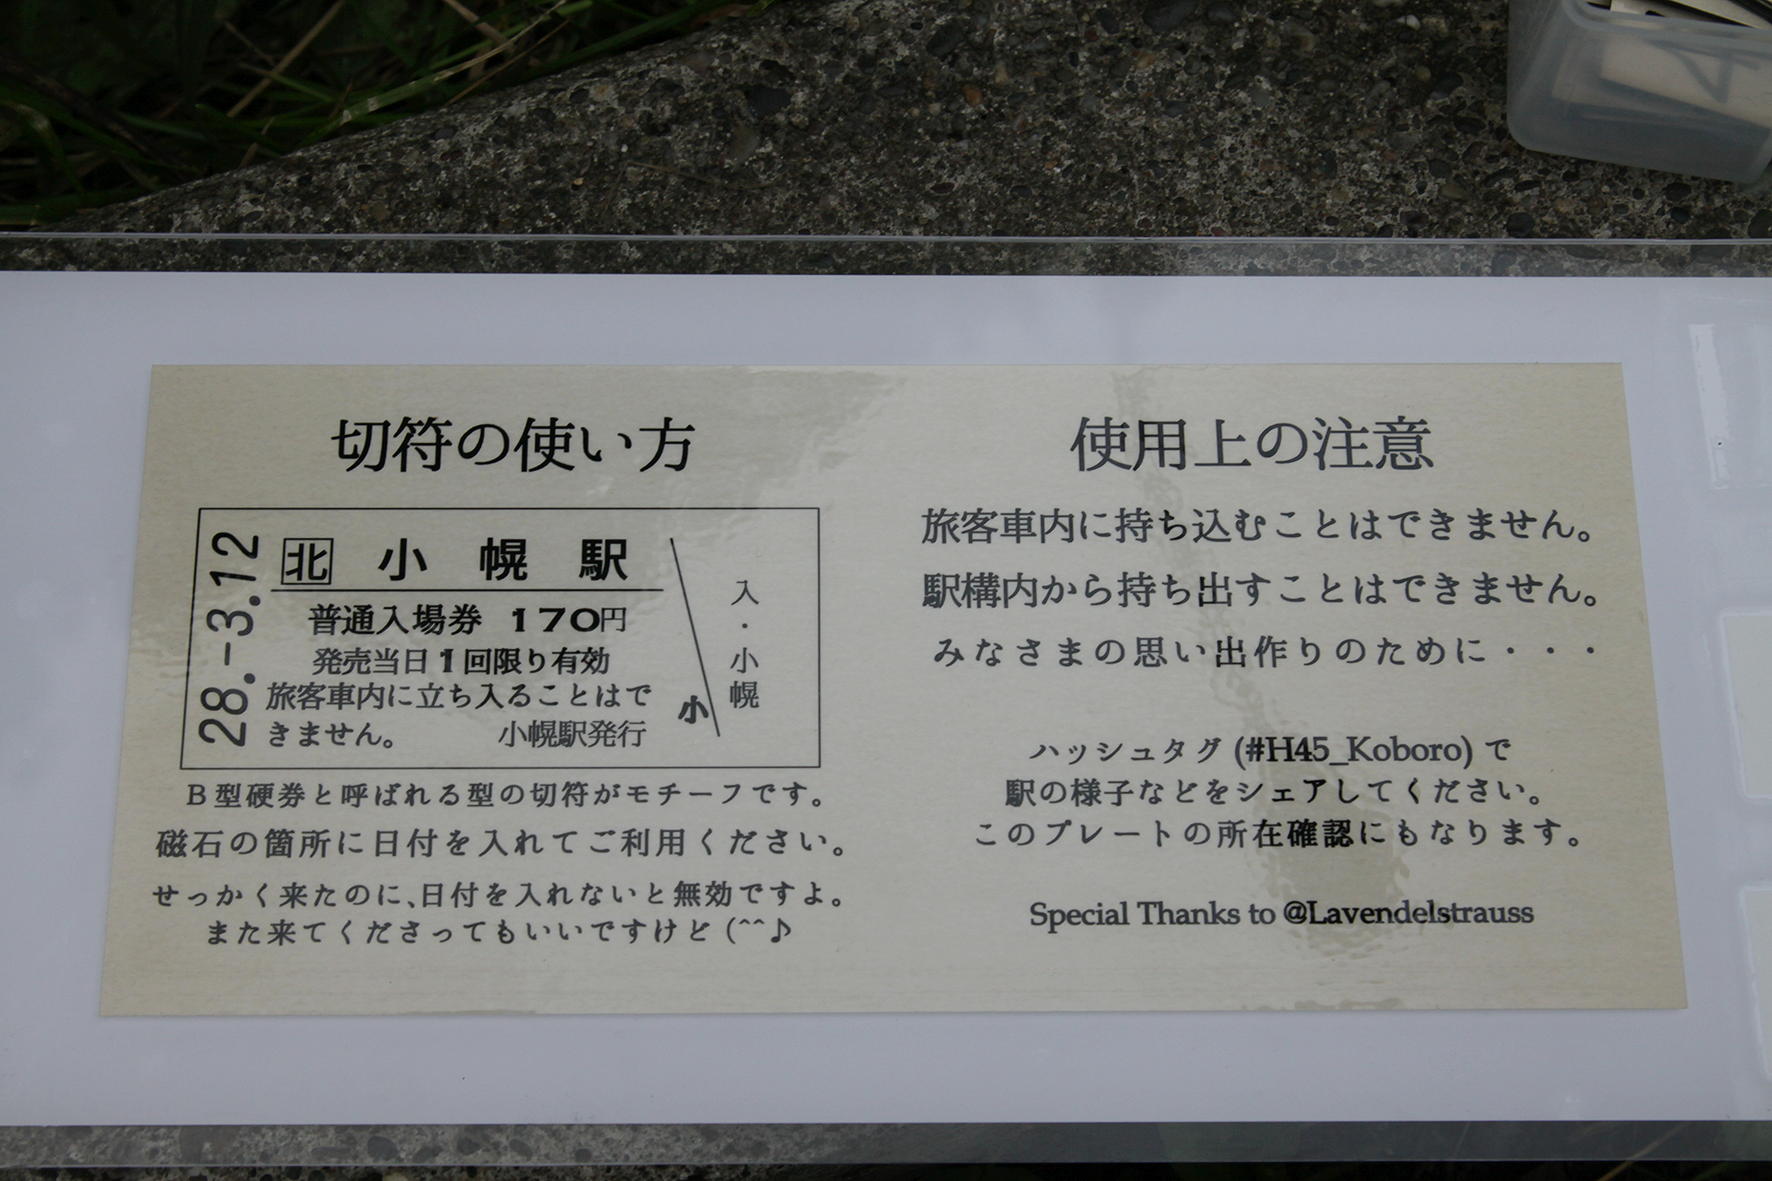 切符の使い方
28.-3.12
北 小幌駅
普通入場券 170円
発売当日1回限り有効
旅客車内に立ち入ることはで
きません。 小幌駅発行
小
入・小幌
B型硬券と呼ばれる型の切符がモチーフです。
磁石の箇所に日付を入れてご利用ください。
せっかく来たのに、日付を入れないと無効ですよ。
また来てくださってもいいですけど (^^♪
使用上の注意
旅客車内に持ち込むことはできません。
駅構内から持ち出すことはできません。
みなさまの思い出作りのために・・・
ハッシュタグ (#H45_Koboro) で
駅の様子などをシェアしてください。
このプレートの所在確認にもなります。
Special Thanks to @Lavendelstrauss